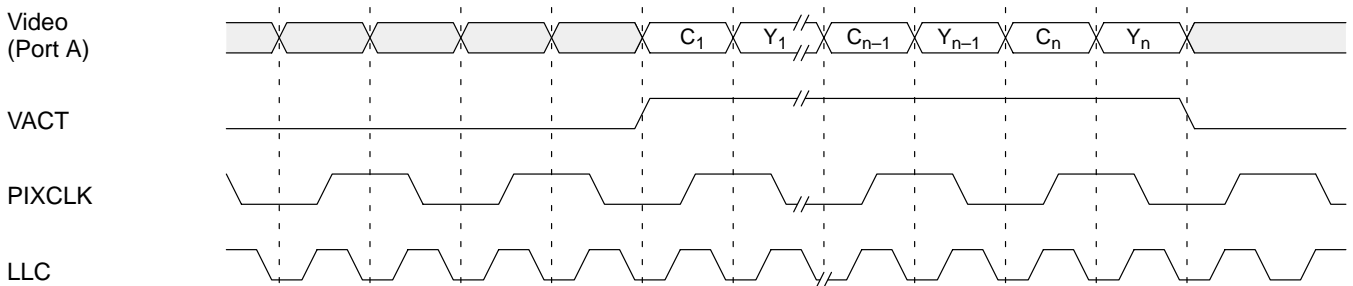 Video
(Port A)
C1 Y1 Cn–1 Yn–1 Cn Yn
VACT
PIXCLK
LLC